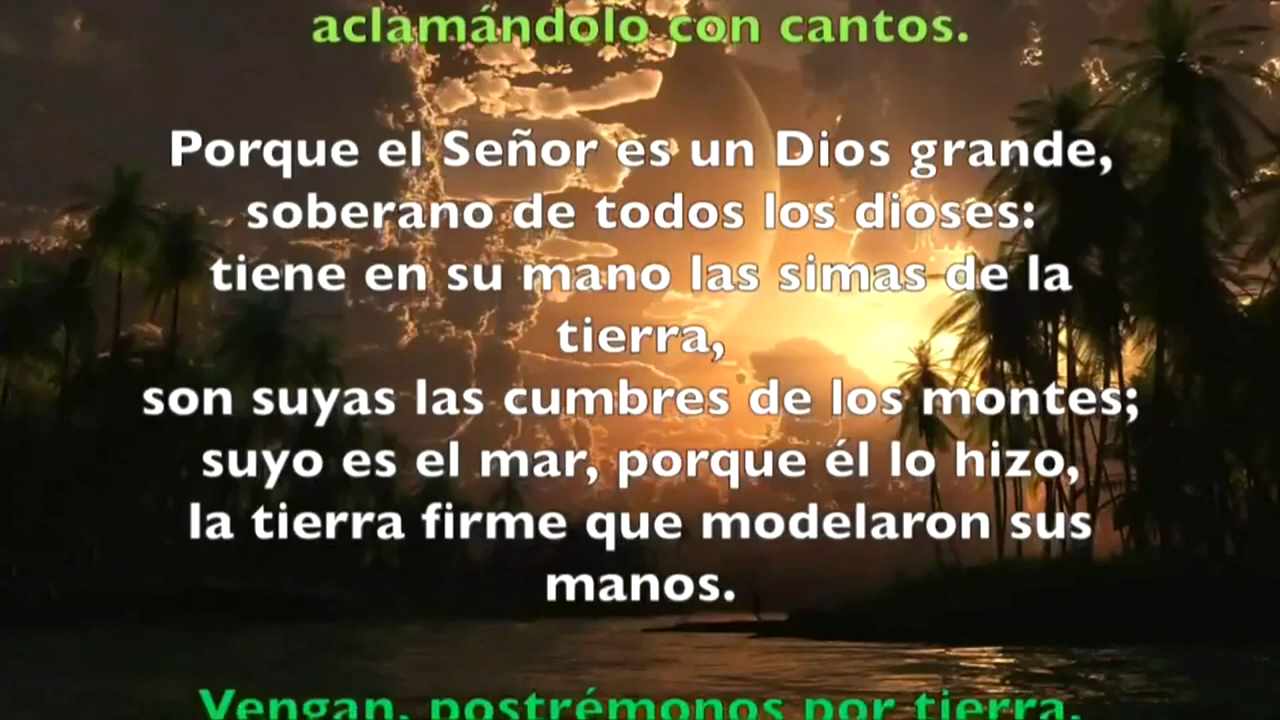 aclamándolo con cantos.
Porque el Señor es un Dios grande,
soberano de todos los dioses:
tiene en su mano las simas de la
tierra,
son suyas las cumbres de los montes;
suyo es el mar, porque él lo hizo,
la tierra firme que modelaron sus
manos.
Vengan, postrémonos por tierra,